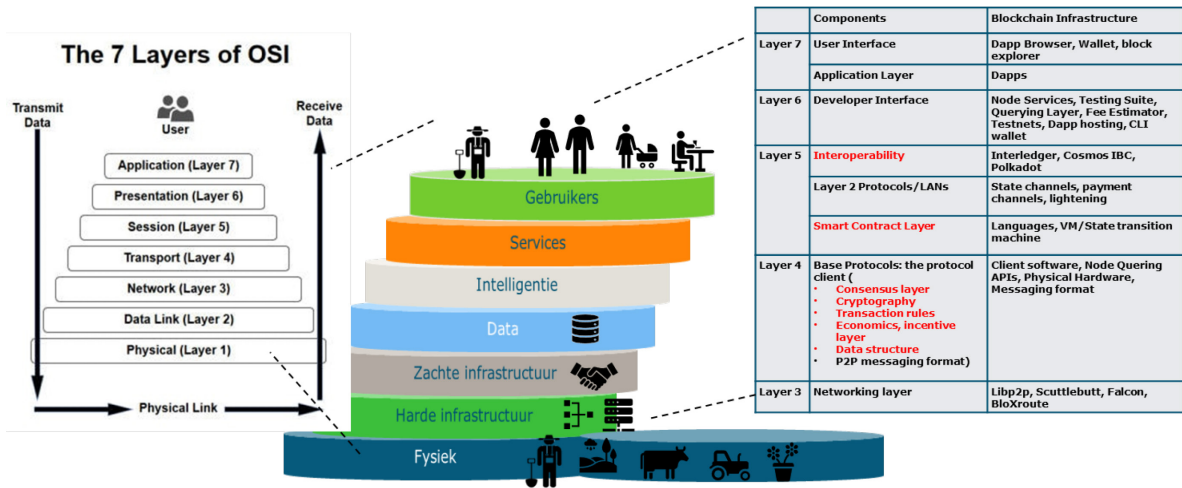 The 7 Layers of OSI
Transmit
Data
User
Receive
Data
Application (Layer 7)
Presentation (Layer 6)
Session (Layer 5)
Transport (Layer 4)
Network (Layer 3)
Data Link (Layer 2)
Physical (Layer 1)
Physical Link
Gebruikers
Services
Intelligentie
Data
Zachte infrastructuur
Harde infrastructuur
Fysiek
Components
Blockchain Infrastructure
Layer 7
User Interface
Dapp Browser, Wallet, block
explorer
Application Layer
Dapps
Layer 6
Developer Interface
Node Services, Testing Suite,
Querying Layer, Fee Estimator,
Testnets, Dapp hosting, CLI
wallet
Layer 5
Interoperability
Interledger, Cosmos IBC,
Polkadot
Layer 2 Protocols/LANs
State channels, payment
channels, lightening
Smart Contract Layer
Languages, VM/State transition
machine
Layer 4
Base Protocols: the protocol
client (
• Consensus layer
• Cryptography
• Transaction rules
• Economics, incentive
layer
• Data structure
• P2P messaging format)
Client software, Node Quering
APIs, Physical Hardware,
Messaging format
Layer 3
Networking layer
Libp2p, Scuttlebutt, Falcon,
BloXroute